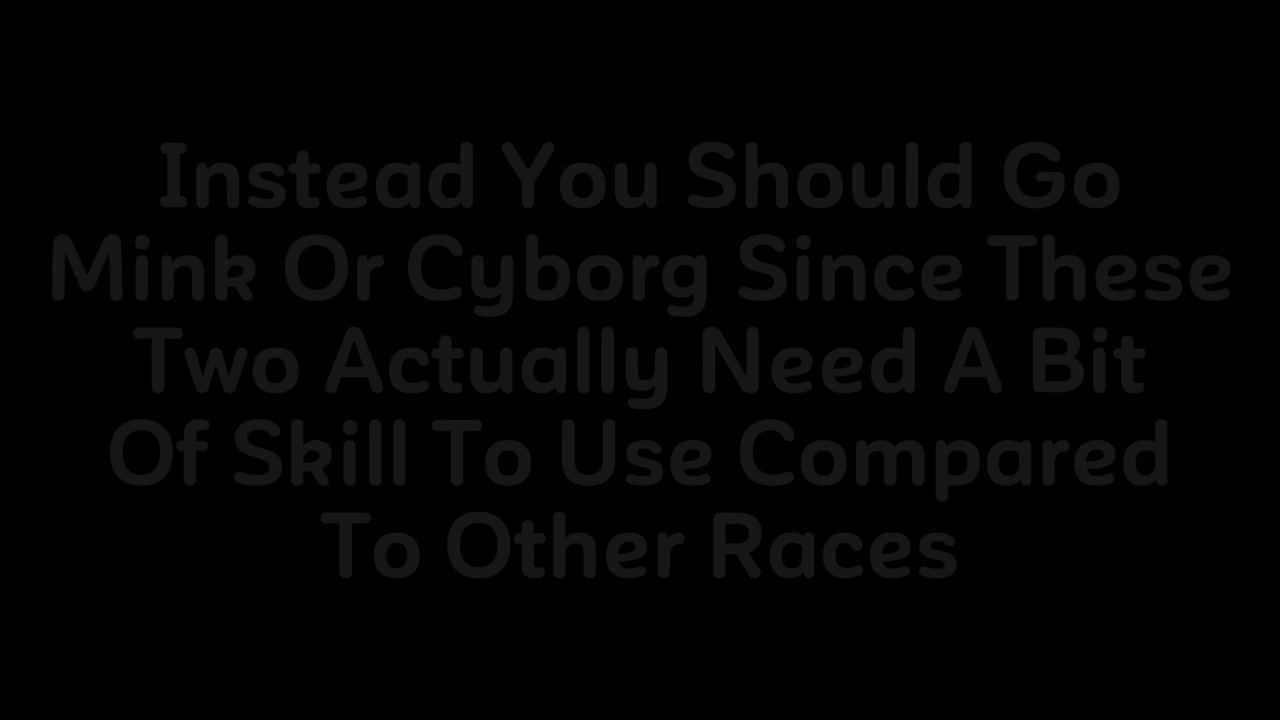 Instead You Should Go
Mink Or Cyborg Since These
Two Actually Need A Bit
Of Skill To Use Compared
To Other Races